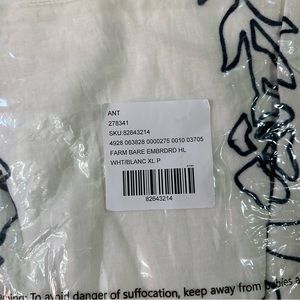 ANT
278341
SKU:82643214
4928 063828 0000275 0010 03705
FARM BARE EMBRDRD HL
WHT/BLANC XL P
82643214
To avoid danger of suffocation, keep away from babies a